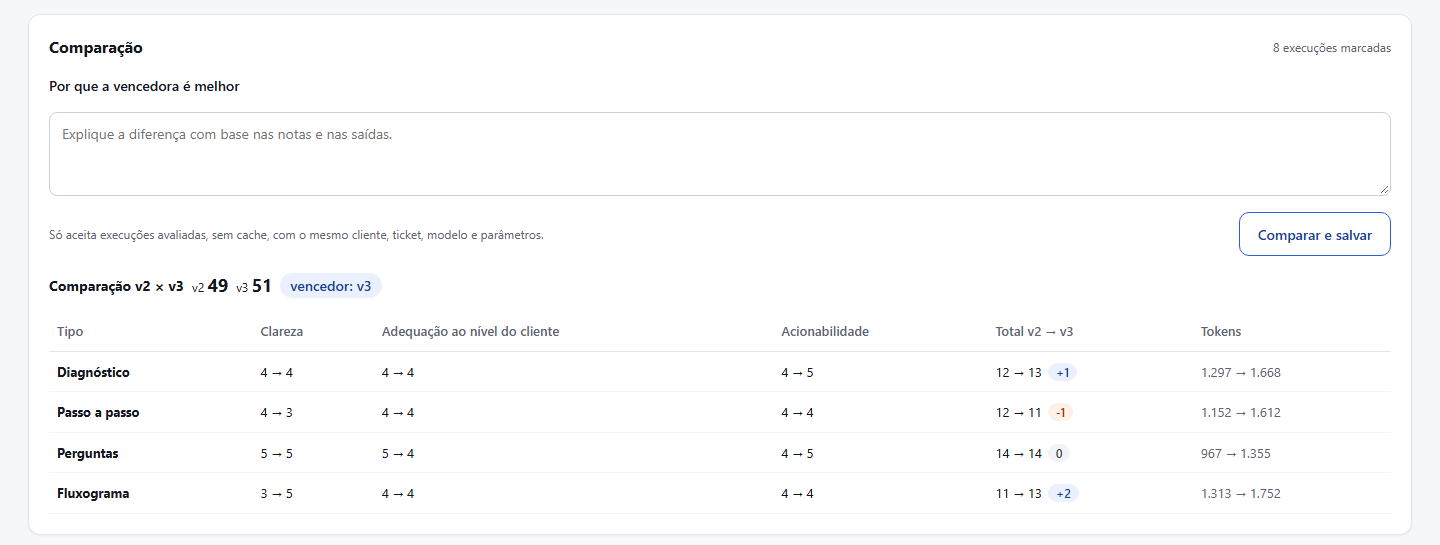 Comparação 8 execuções marcadas
Por que a vencedora é melhor
Explique a diferença com base nas notas e nas saídas.
Só aceita execuções avaliadas, sem cache, com o mesmo cliente, ticket, modelo e parâmetros. Comparar e salvar
Comparação v2 × v3 v2 49 v3 51 vencedor: v3
Tipo Clareza Adequação ao nível do cliente Acionabilidade Total v2 → v3 Tokens
Diagnóstico 4 → 4 4 → 4 4 → 5 12 → 13 +1 1.297 → 1.668
Passo a passo 4 → 3 4 → 4 4 → 4 12 → 11 -1 1.152 → 1.612
Perguntas 5 → 5 5 → 4 4 → 5 14 → 14 0 967 → 1.355
Fluxograma 3 → 5 4 → 4 4 → 4 11 → 13 +2 1.313 → 1.752